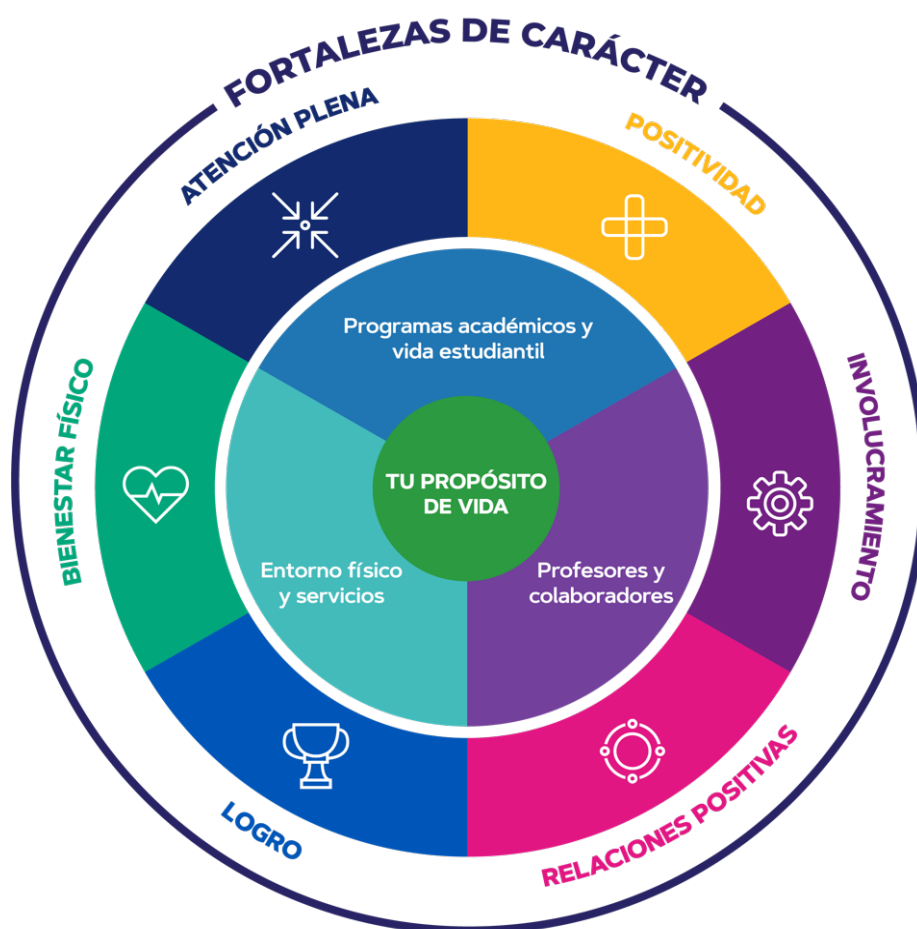 FORTALEZAS DE CARÁCTER
ATENCIÓN PLENA
POSITIVIDAD
Programas académicos y
vida estudiantil
BIENESTAR FÍSICO
INVOLUCRAMIENTO
TU PROPÓSITO
DE VIDA
Entorno físico
y servicios
Profesores y
colaboradores
LOGRO
RELACIONES POSITIVAS